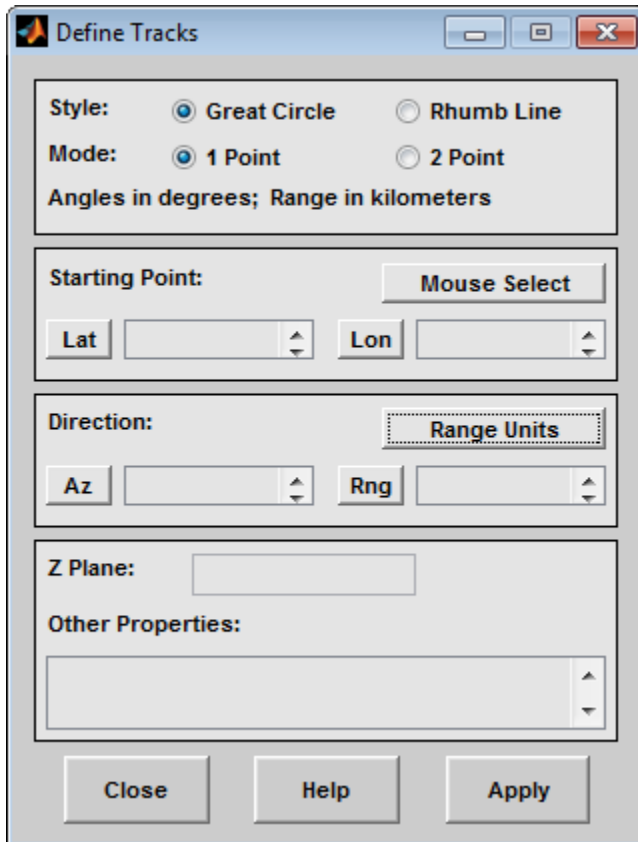 Define Tracks
Style: Great Circle Rhumb Line
Mode: 1 Point 2 Point
Angles in degrees; Range in kilometers
Starting Point: Mouse Select
Lat Lon
Direction: Range Units
Az Rng
Z Plane:
Other Properties:
Close Help Apply